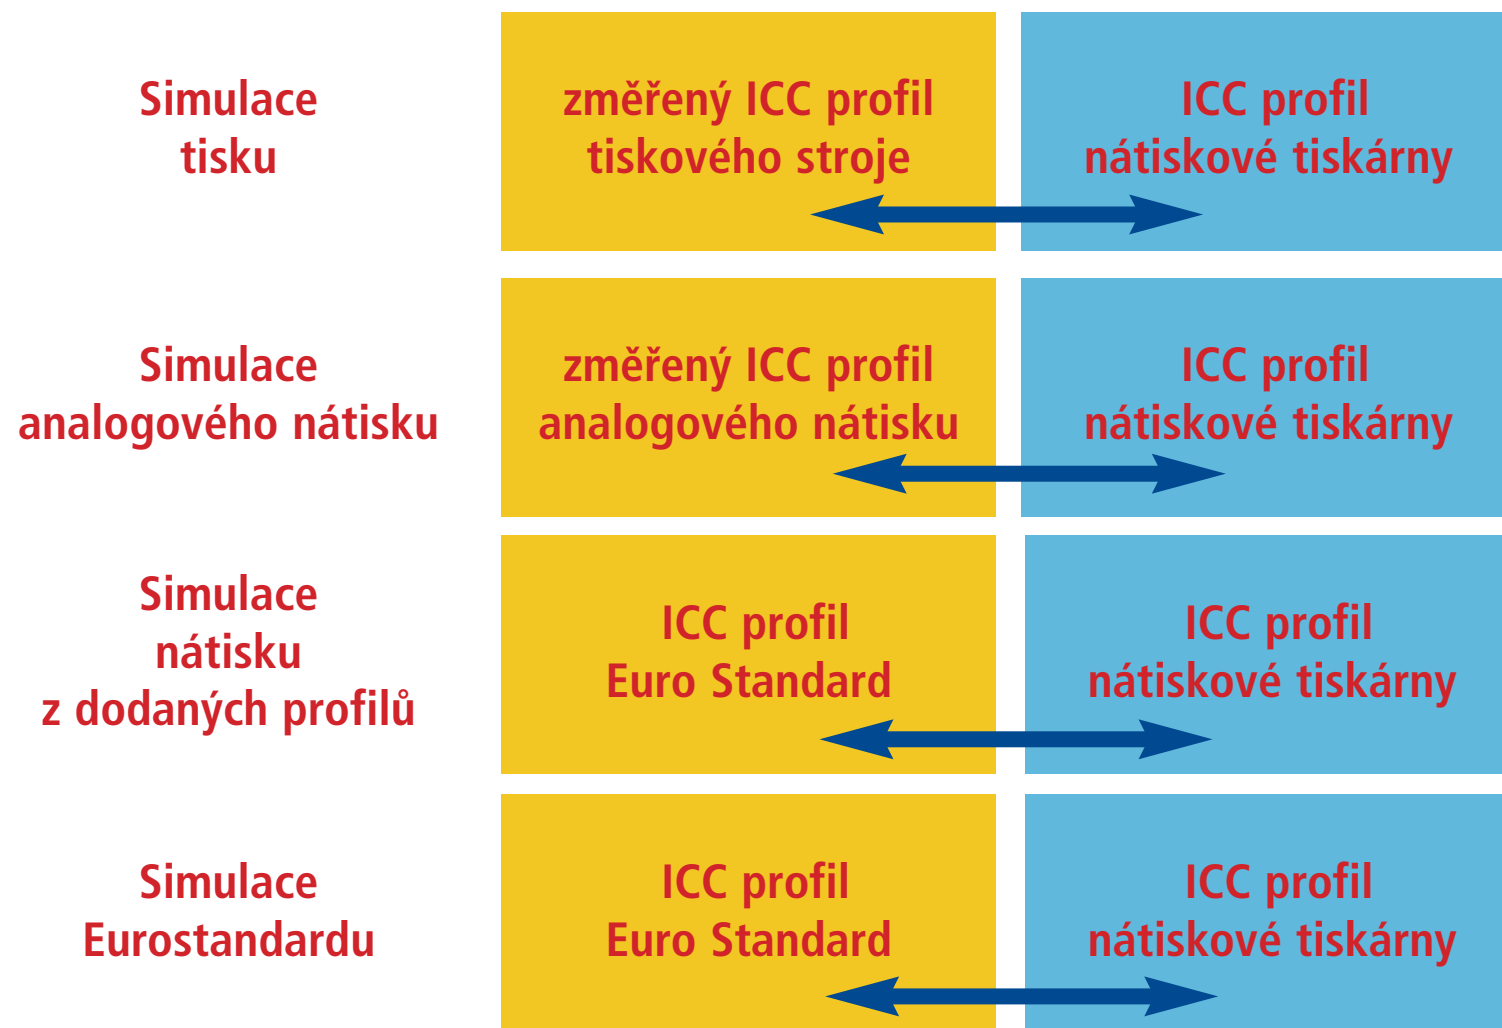 Simulace
tisku
změřený ICC profil
tiskového stroje
ICC profil
nátiskové tiskárny
Simulace
analogového nátisku
změřený ICC profil
analogového nátisku
ICC profil
nátiskové tiskárny
Simulace
nátisku
z dodaných profilů
ICC profil
Euro Standard
ICC profil
nátiskové tiskárny
Simulace
Eurostandardu
ICC profil
Euro Standard
ICC profil
nátiskové tiskárny